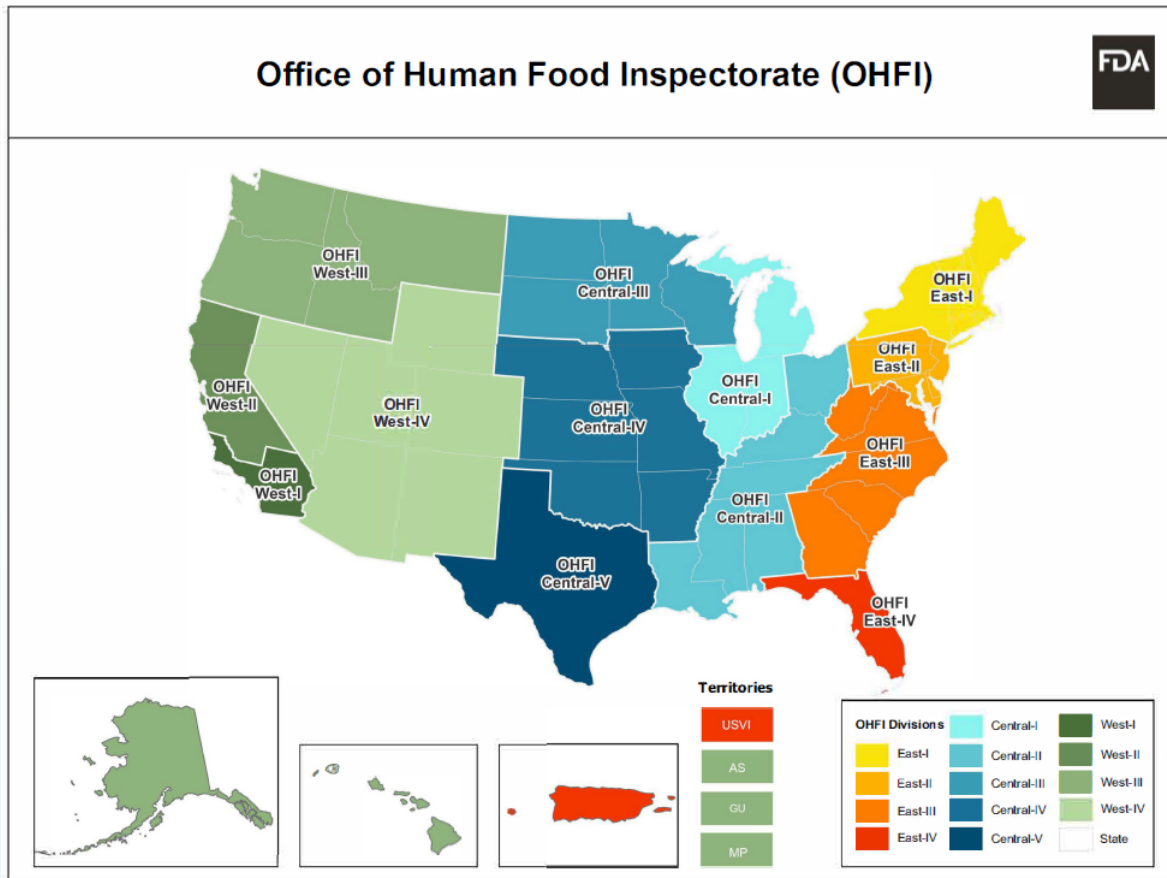 Office of Human Food Inspectorate (OHFI)
FDA
OHFI
West-III
OHFI
Central-III
OHFI
East-I
OHFI
East-II
OHFI
West-II
OHFI
West-IV
OHFI
Central-IV
OHFI
Central-I
OHFI
East-III
OHFI
West-I
OHFI
Central-II
OHFI
Central-V
OHFI
East-IV
Territories
USVI
AS
GU
MP
OHFI Divisions
East-I
East-II
East-III
East-IV
Central-I
Central-II
Central-III
Central-IV
Central-V
West-I
West-II
West-III
West-IV
State